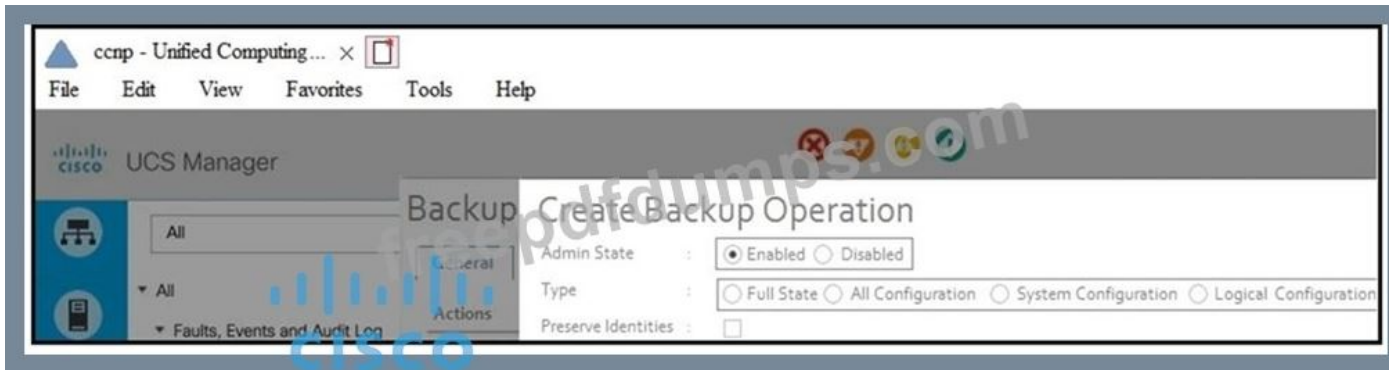 ccnp - Unified Computing... ×
File Edit View Favorites Tools Help
cisco UCS Manager
All
All
Faults, Events and Audit Log
Backup
General
Actions
Create Backup Operation
Admin State : Enabled Disabled
Type : Full State All Configuration System Configuration Logical Configuration
Preserve Identities :
freepdfdumps.com
CISCO